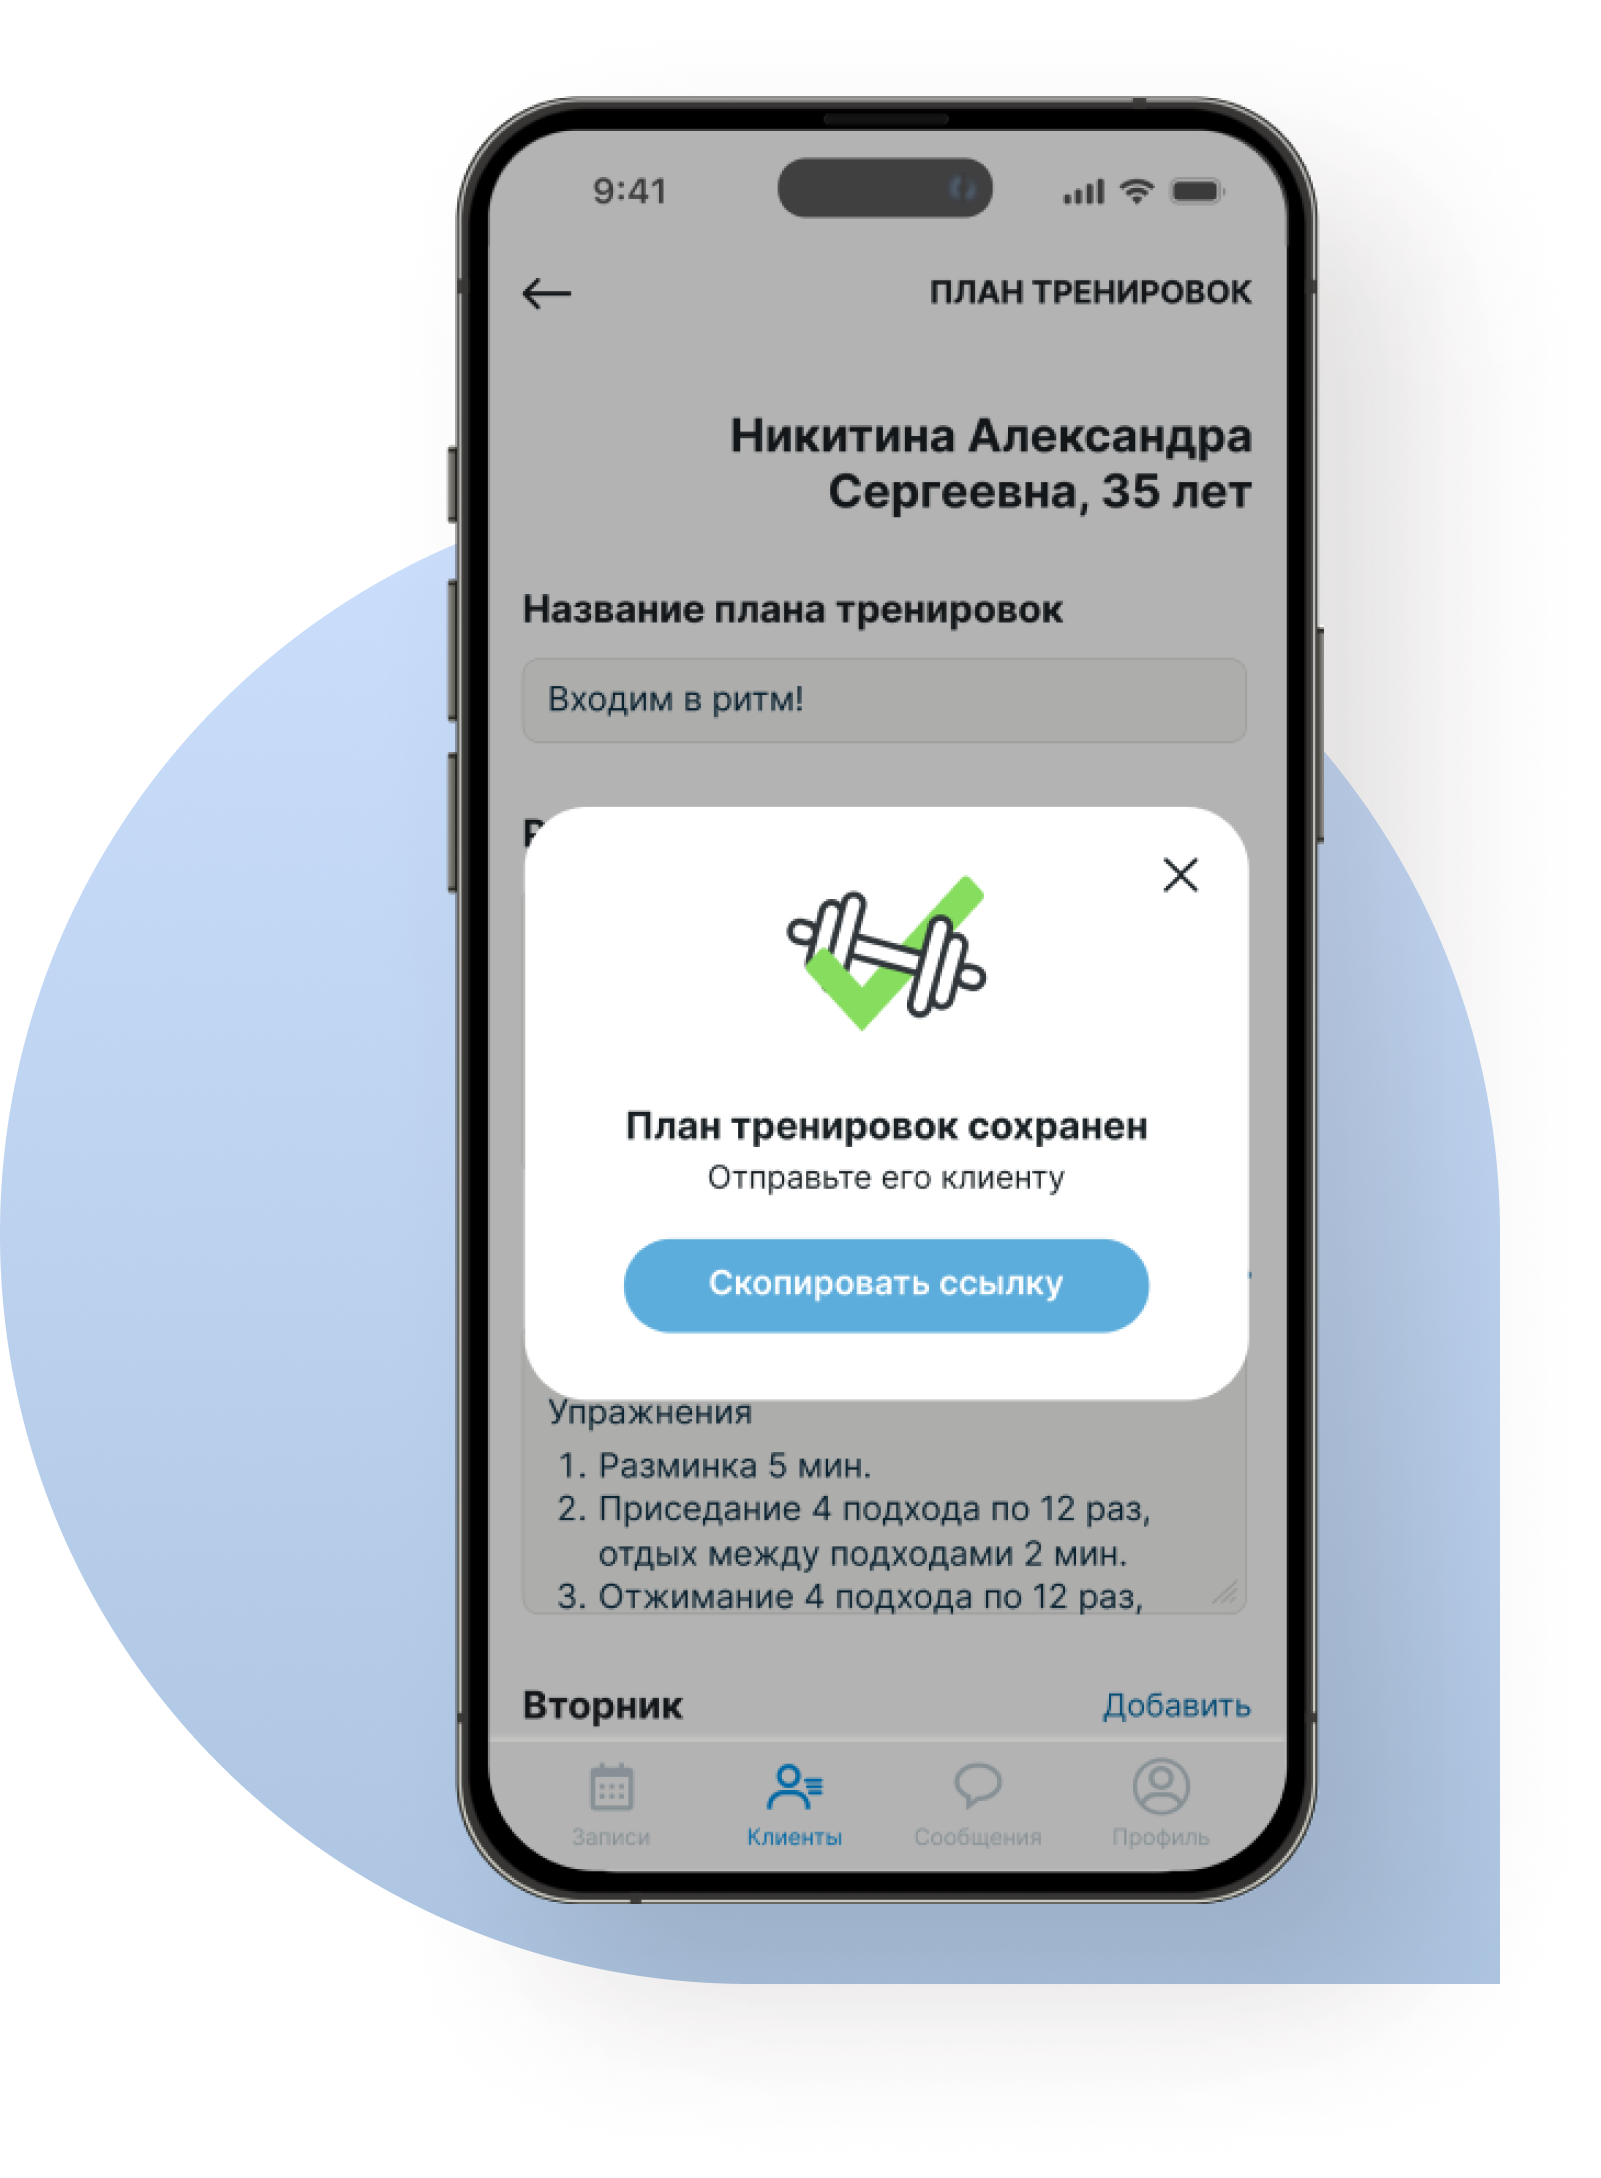 9:41
ПЛАН ТРЕНИРОВОК
Никитина Александра
Сергеевна, 35 лет
Название плана тренировок
Входим в ритм!
План тренировок сохранен
Отправьте его клиенту
Скопировать ссылку
Упражнения
1. Разминка 5 мин.
2. Приседание 4 подхода по 12 раз,
отдых между подходами 2 мин.
3. Отжимание 4 подхода по 12 раз,
Вторник
Добавить
Записи
Клиенты
Сообщения
Профиль